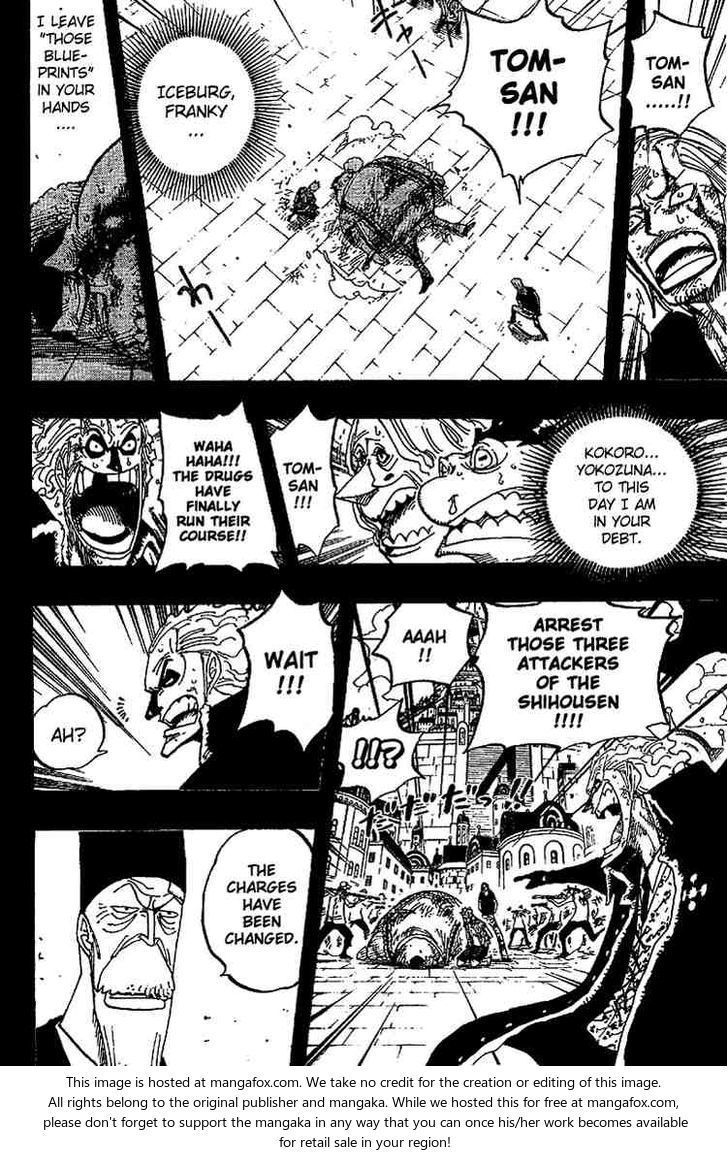 TOM-
SAN
.....!!
TOM-
SAN
!!!
ICEBURG,
FRANKY
...
I LEAVE
"THOSE
BLUE-
PRINTS"
IN YOUR
HANDS
....
KOKORO...
YOKOZUNA...
TO THIS
DAY I AM
IN YOUR
DEBT.
TOM-
SAN
!!!
WAHA
HAHA!!!
THE DRUGS
HAVE
FINALLY
RUN THEIR
COURSE!!
ARREST
THOSE THREE
ATTACKERS
OF THE
SHIHOUSEN
!!!!
AAAH
!!
!!?
WAIT
!!!
AH?
THE
CHARGES
HAVE
BEEN
CHANGED.
This image is hosted at mangafox.com. We take no credit for the creation or editing of this image.
All rights belong to the original publisher and mangaka. While we hosted this for free at mangafox.com,
please don't forget to support the mangaka in any way that you can once his/her work becomes available
for retail sale in your region!